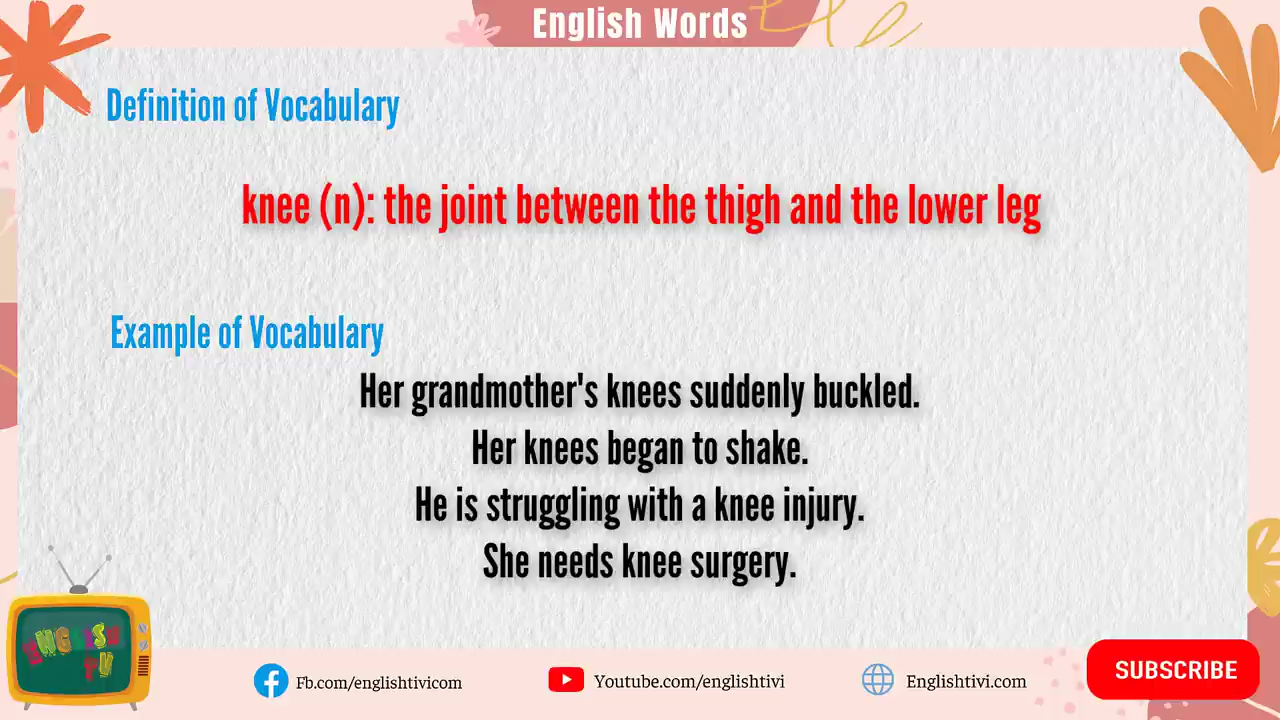 English Words
Definition of Vocabulary
knee (n): the joint between the thigh and the lower leg
Example of Vocabulary
Her grandmother's knees suddenly buckled.
Her knees began to shake.
He is struggling with a knee injury.
She needs knee surgery.
ENGLISH
TV
Fb.com/englishtivicom
Youtube.com/englishtivi
Englishtivi.com
SUBSCRIBE